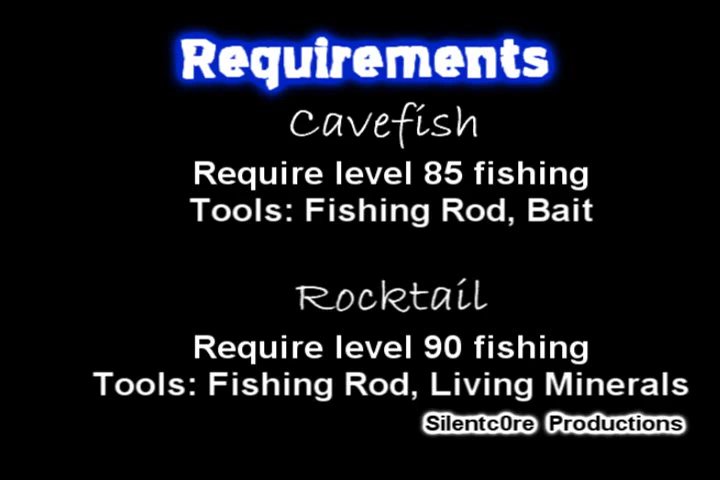 Requirements
Cavefish
Require level 85 fishing
Tools: Fishing Rod, Bait
Rocktail
Require level 90 fishing
Tools: Fishing Rod, Living Minerals
Silentc0re Productions